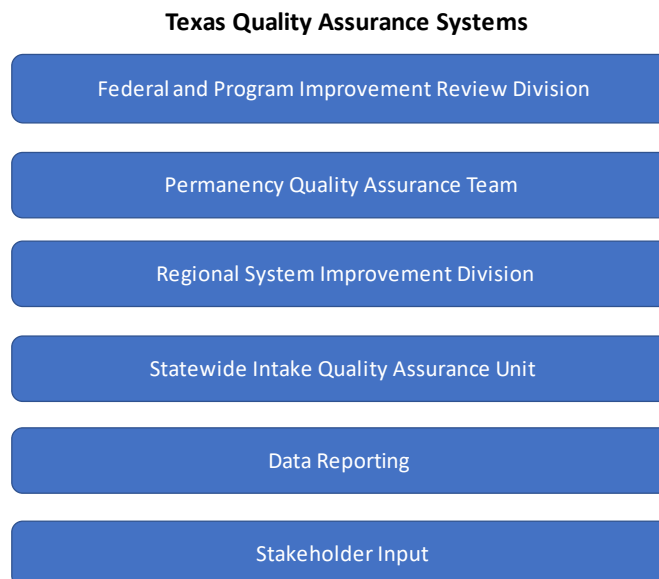 Texas Quality Assurance Systems
Federal and Program Improvement Review Division
Permanency Quality Assurance Team
Regional System Improvement Division
Statewide Intake Quality Assurance Unit
Data Reporting
Stakeholder Input